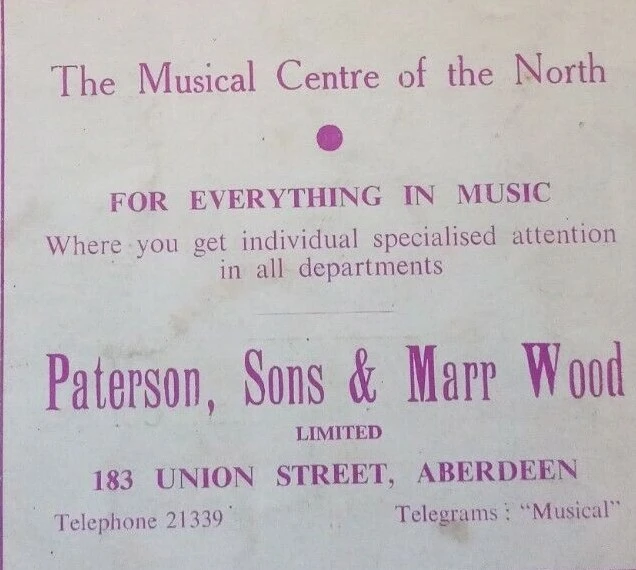 The Musical Centre of the North
FOR EVERYTHING IN MUSIC
Where you get individual specialised attention
in all departments
Paterson, Sons & Marr Wood
LIMITED
183 UNION STREET, ABERDEEN
Telephone 21339
Telegrams : "Musical"